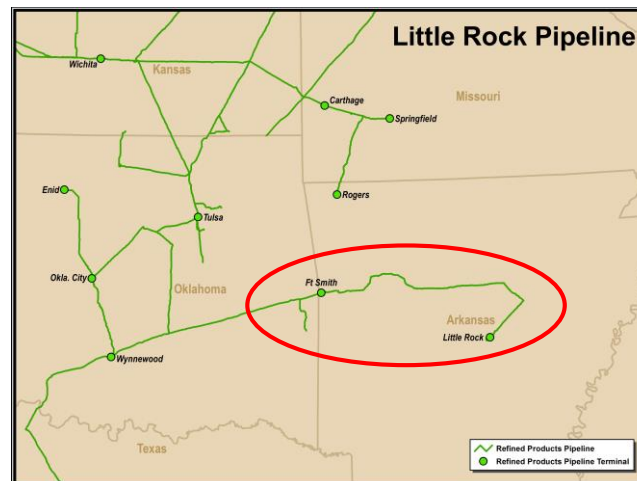 Little Rock Pipeline
Wichita
Kansas
Carthage
Missouri
Springfield
Enid
Rogers
Tulsa
Okla. City
Oklahoma
Ft Smith
Arkansas
Little Rock
Wynnewood
Texas
Refined Products Pipeline
Refined Products Pipeline Terminal